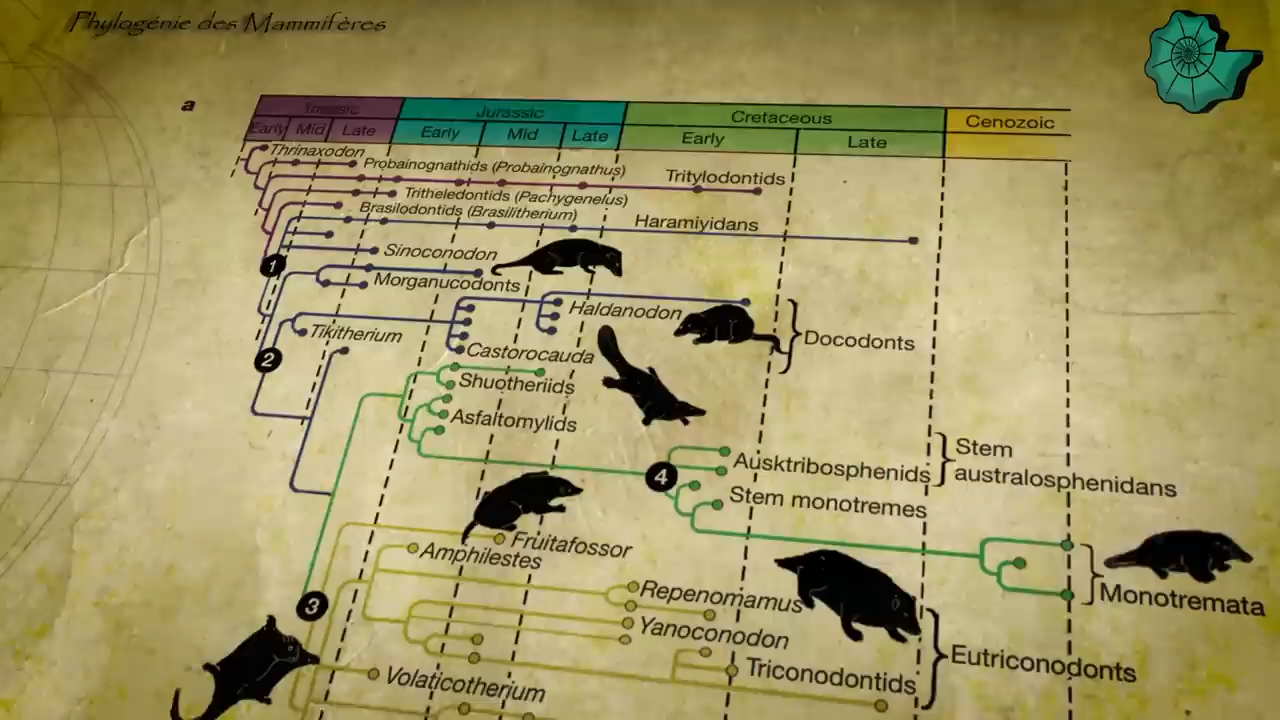 Phylogénie des Mammifères
a
Triassic Jurassic Cretaceous Cenozoic
Early Mid Late Early Mid Late Early Late
Thrinaxodon
Probainognathids (Probainognathus)
Tritylodontids
Tritheledontids (Pachygenelus)
Brasilodontids (Brasilitherium)
Haramiyidans
Sinoconodon
1
Morganucodonts
Haldanodon
Tikitherium
Docodonts
2
Castorocauda
Shuotheriids
Asfaltomylids
Stem
australosphenidans
Ausktribosphenids
4
Stem monotremes
Fruitafossor
Amphilestes
Repenomamus
Monotremata
3
Yanoconodon
Eutriconodonts
Triconodontids
Volaticotherium